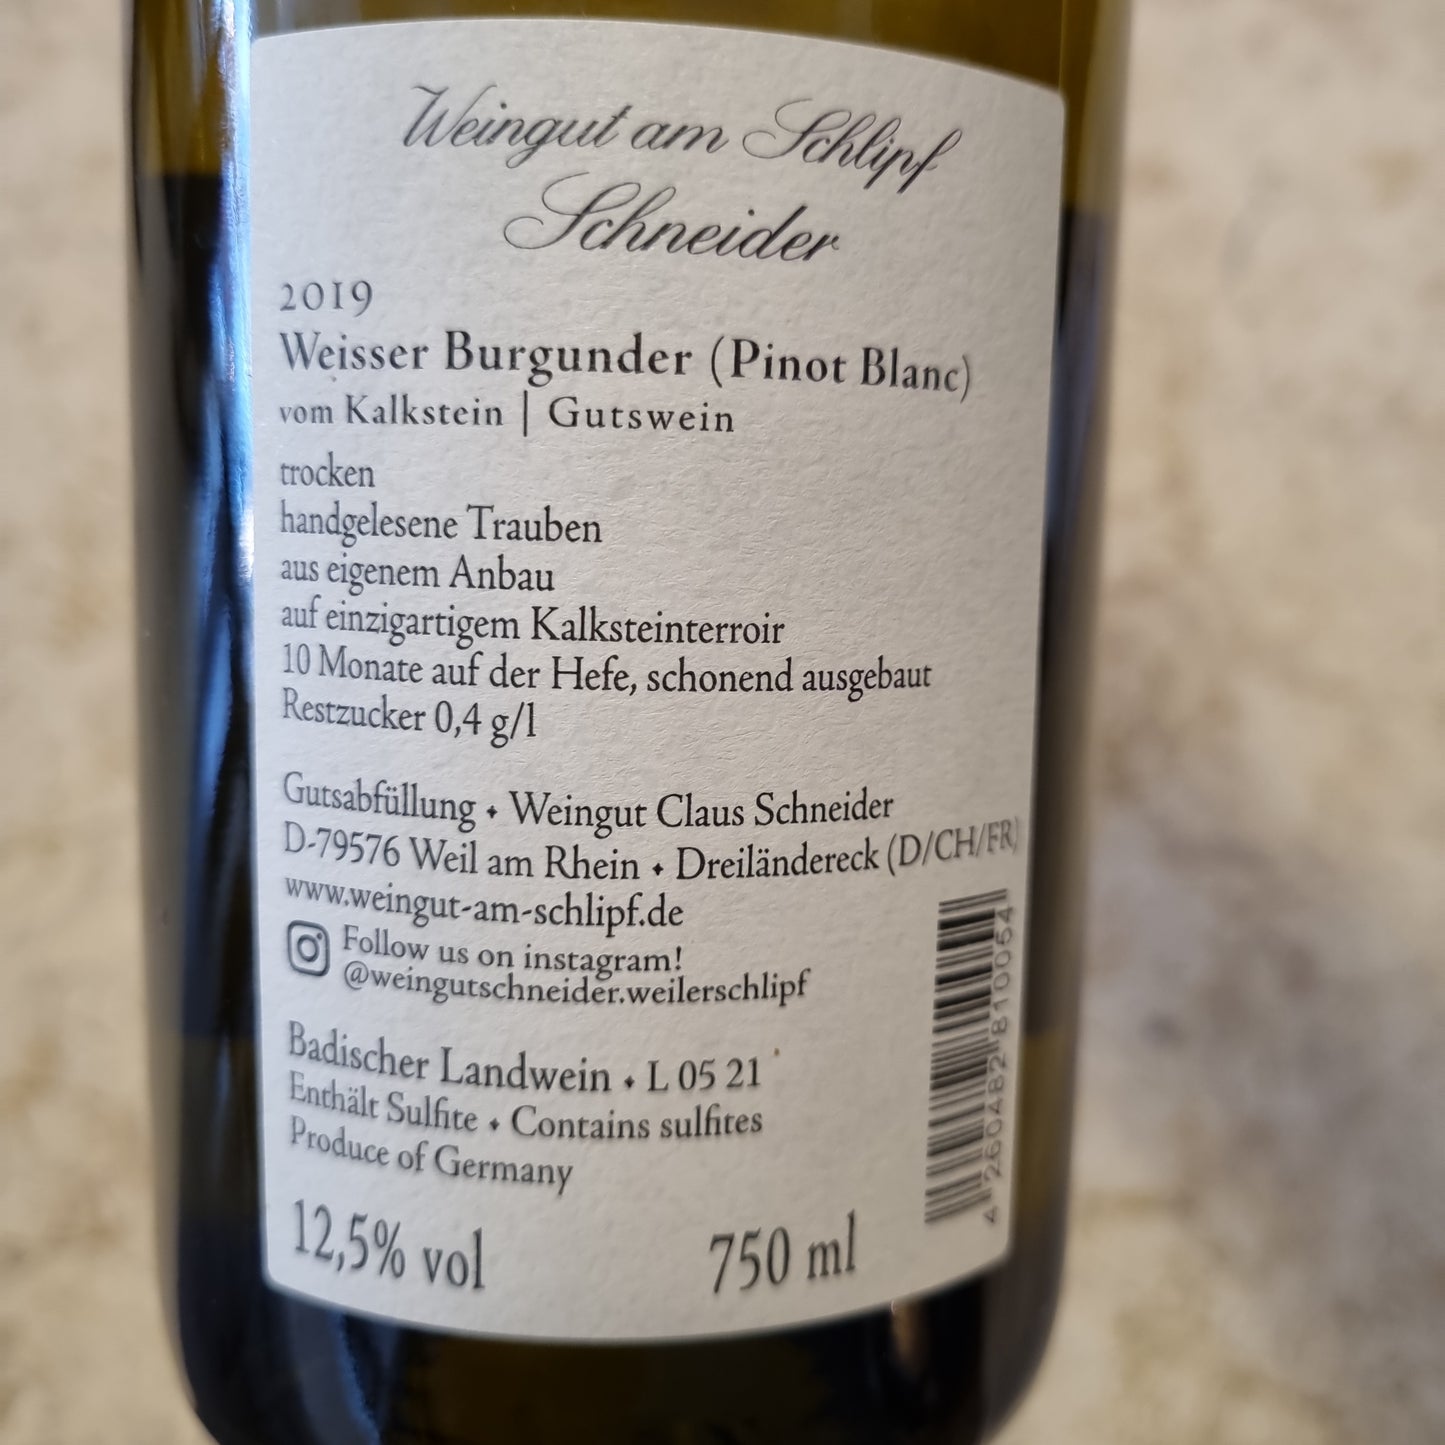 Weingut am Schlipf
Schneider
2019
Weisser Burgunder (Pinot Blanc)
vom Kalkstein | Gutswein
trocken
handgelesene Trauben
aus eigenem Anbau
auf einzigartigem Kalksteinterroir
10 Monate auf der Hefe, schonend ausgebaut
Restzucker 0,4 g/l
Gutsabfüllung ⬩ Weingut Claus Schneider
D-79576 Weil am Rhein ⬩ Dreiländereck (D/CH/FR)
www.weingut-am-schlipf.de
Follow us on instagram!
@weingutschneider.weilerschlipf
Badischer Landwein ⬩ L 05 21
Enthält Sulfite ⬩ Contains sulfites
Produce of Germany
12,5% vol 750 ml
4 260482 810064